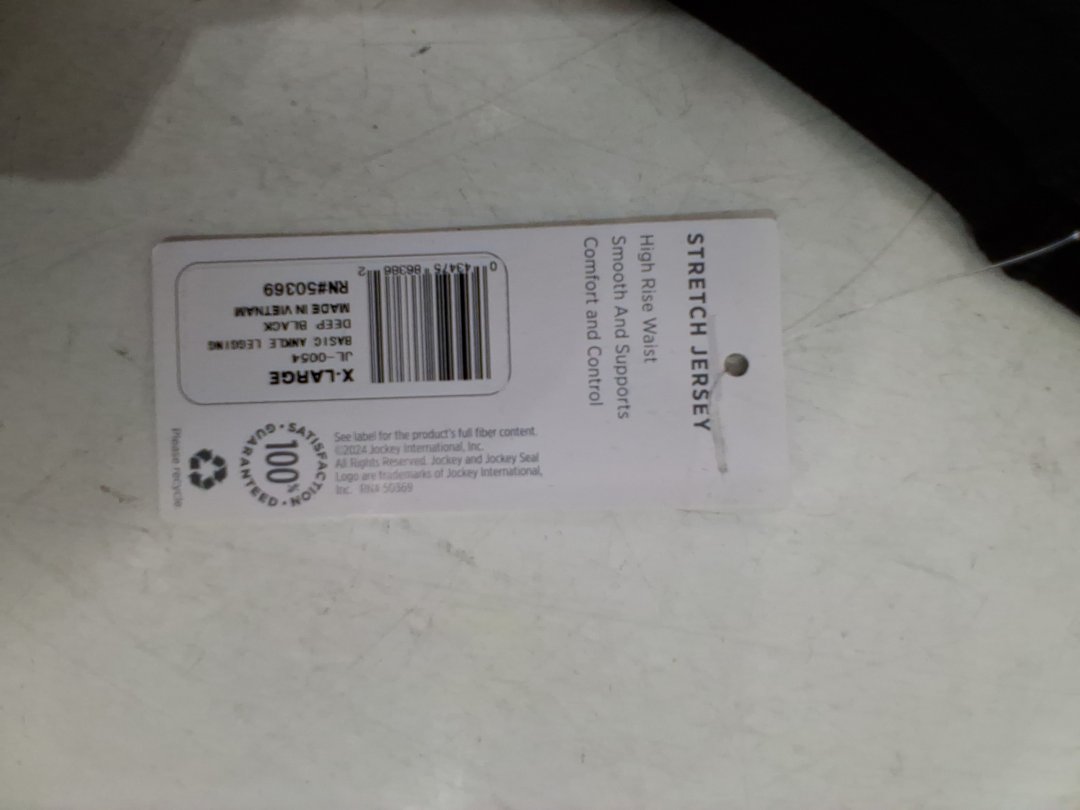 STRETCH JERSEY
High Rise Waist
Smooth And Supports
Comfort and Control
0 43475 86386 2
X-LARGE
JL-0054
BASIC ANKLE LEGGING
DEEP BLACK
MADE IN VIETNAM
RN#50369
See label for the product's full fiber content.
©2024 Jockey International, Inc.
All Rights Reserved. Jockey and Jockey Seal
Logo are trademarks of Jockey International,
Inc. RN# 50369
SATISFACTION • GUARANTEED •
100%
Please recycle